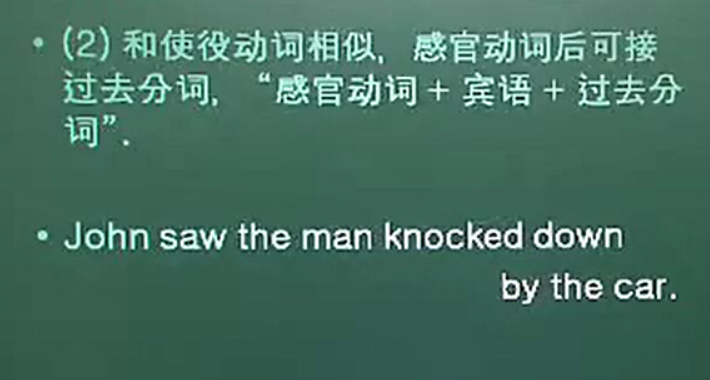 • (2) 和使役动词相似，感官动词后可接
过去分词，“感官动词 + 宾语 + 过去分
词”.
• John saw the man knocked down
by the car.